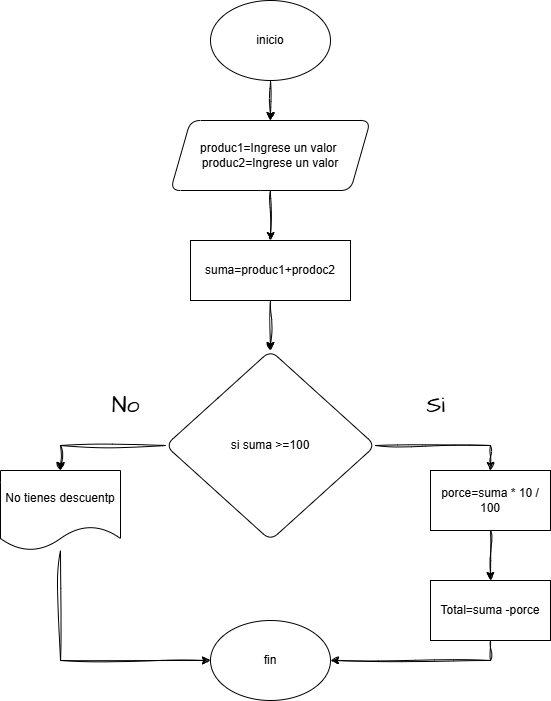 inicio
produc1=Ingrese un valor
produc2=Ingrese un valor
suma=produc1+prodoc2
No
Si
si suma >=100
No tienes descuentp
porce=suma * 10 /
100
Total=suma -porce
fin